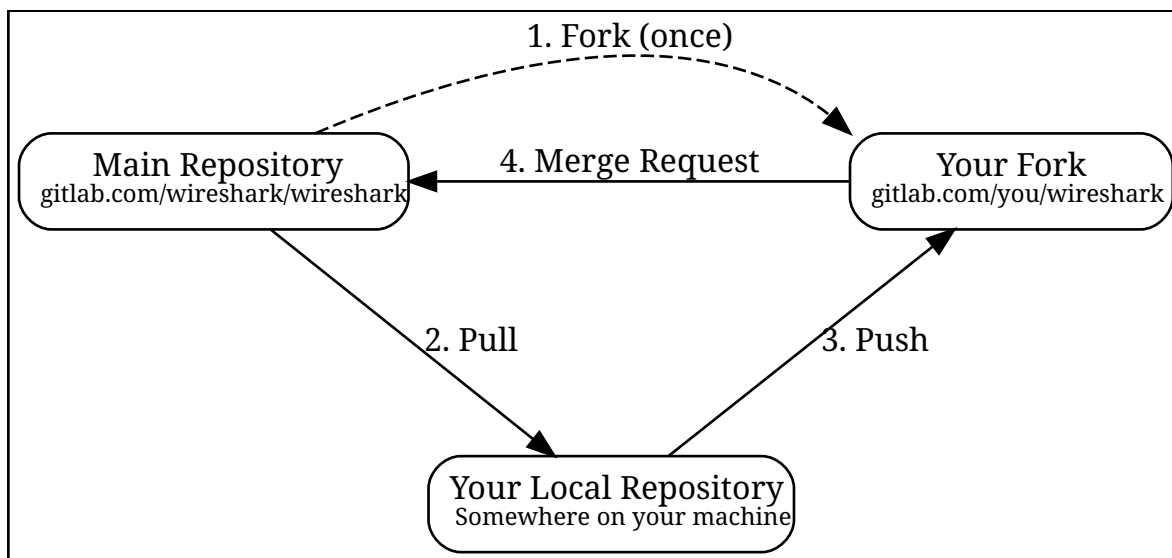 1. Fork (once)
Main Repository
gitlab.com/wireshark/wireshark
4. Merge Request
Your Fork
gitlab.com/you/wireshark
2. Pull
3. Push
Your Local Repository
Somewhere on your machine